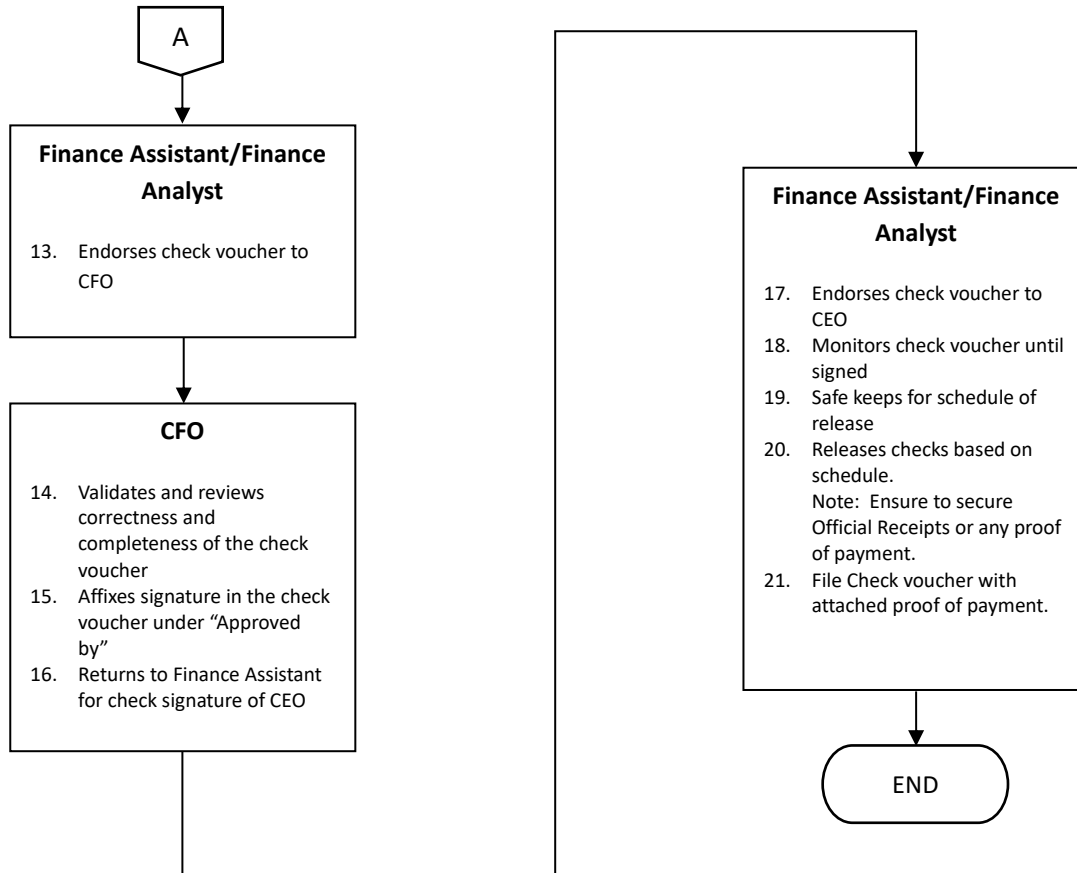 A
Finance Assistant/Finance
Analyst
13. Endorses check voucher to
CFO
CFO
14. Validates and reviews
correctness and
completeness of the check
voucher
15. Affixes signature in the check
voucher under “Approved
by”
16. Returns to Finance Assistant
for check signature of CEO
Finance Assistant/Finance
Analyst
17. Endorses check voucher to
CEO
18. Monitors check voucher until
signed
19. Safe keeps for schedule of
release
20. Releases checks based on
schedule.
Note: Ensure to secure
Official Receipts or any proof
of payment.
21. File Check voucher with
attached proof of payment.
END